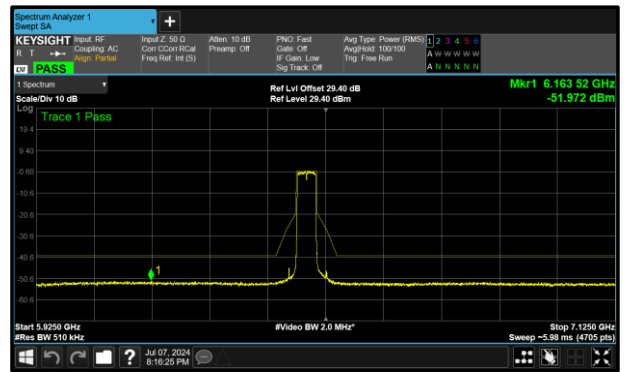 Spectrum Analyzer 1
Swept SA
+
KEYSIGHT Input: RF Input Z: 50 Ω Atten: 10 dB PNO: Fast Avg Type: Power (RMS) 1 2 3 4 5 6
R T Coupling: AC Corr CCorr RCal Preamp: Off Gate: Off Avg|Hold: 100/100 A W W W W W
Align: Partial Freq Ref: Int (S) IF Gain: Low Trig: Free Run
LXI PASS Sig Track: Off A N N N N N
1 Spectrum Ref Lvl Offset 29.40 dB Mkr1 6.163 52 GHz
Scale/Div 10 dB Ref Level 29.40 dBm -51.972 dBm
Log
Trace 1 Pass
19.4
9.40
-0.60
-10.6
-20.6
-30.6
-40.6
1
-50.6
-60.6
Start 5.9250 GHz #Video BW 2.0 MHz* Stop 7.1250 GHz
#Res BW 510 kHz Sweep ~5.98 ms (4705 pts)
? Jul 07, 2024
8:16:25 PM